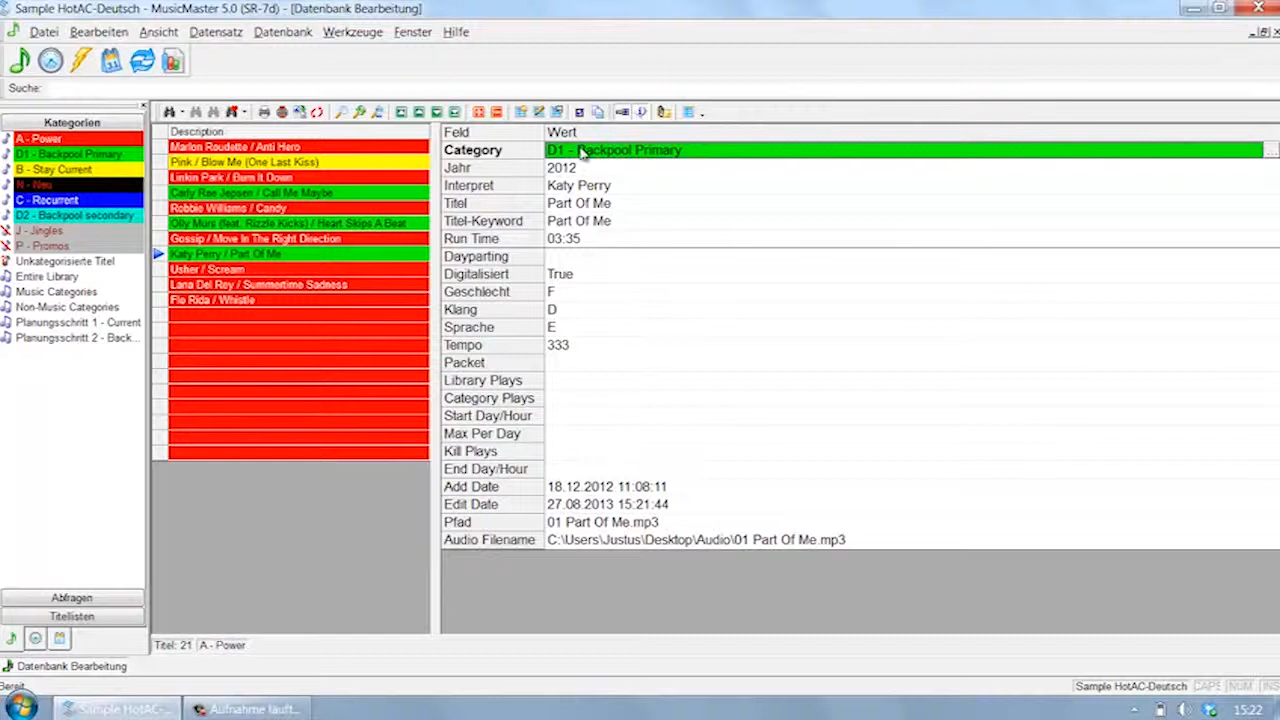 Sample HotAC-Deutsch - MusicMaster 5.0 (SR-7d) - [Datenbank Bearbeitung]
Datei Bearbeiten Ansicht Datensatz Datenbank Werkzeuge Fenster Hilfe
Suche:
Kategorien
A - Power
D1 - Backpool Primary
B - Stay Current
N - Neu
C - Recurrent
D2 - Backpool secondary
J - Jingles
P - Promos
Unkategorisierte Titel
Entire Library
Music Categories
Non-Music Categories
Planungsschritt 1 - Current
Planungsschritt 2 - Back...
Abfragen
Titellisten
Description
Marlon Roudette / Anti Hero
Pink / Blow Me (One Last Kiss)
Linkin Park / Burn It Down
Carly Rae Jepsen / Call Me Maybe
Robbie Williams / Candy
Olly Murs (feat. Rizzle Kicks) / Heart Skips A Beat
Gossip / Move In The Right Direction
Katy Perry / Part Of Me
Usher / Scream
Lana Del Rey / Summertime Sadness
Flo Rida / Whistle
Feld Wert
Category D1 - Backpool Primary
Jahr 2012
Interpret Katy Perry
Titel Part Of Me
Titel-Keyword Part Of Me
Run Time 03:35
Dayparting
Digitalisiert True
Geschlecht F
Klang D
Sprache E
Tempo 333
Packet
Library Plays
Category Plays
Start Day/Hour
Max Per Day
Kill Plays
End Day/Hour
Add Date 18.12.2012 11:08:11
Edit Date 27.08.2013 15:21:44
Pfad 01 Part Of Me.mp3
Audio Filename C:\Users\Justus\Desktop\Audio\01 Part Of Me.mp3
Titel: 21 A - Power
Datenbank Bearbeitung
Bereit
Sample HotAC-Deutsch CAPS NUM INS
Sample HotAC-... Aufnahme läuft... 15:22